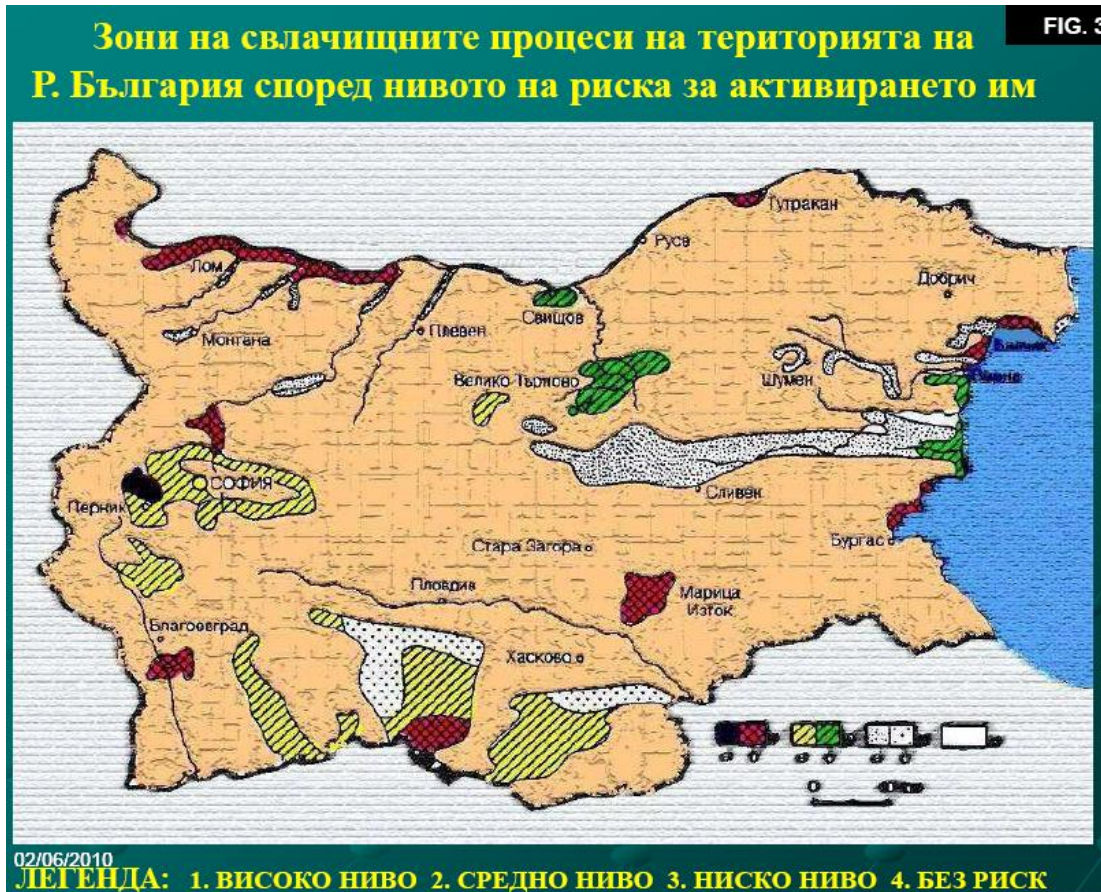 FIG. 3
Зони на свлачищните процеси на територията на
Р. България според нивото на риска за активирането им
Тутракан
Русе
Лом
Добрич
Свищов
Плевен
Монтана
Велико Търново
Шумен
СОФИЯ
Перник
Сливен
Бургас
Стара Загора
Пловдив
Марица
Изток
Благоевград
Хасково
02/06/2010
ЛЕГЕНДА: 1. ВИСОКО НИВО 2. СРЕДНО НИВО 3. НИСКО НИВО 4. БЕЗ РИСК